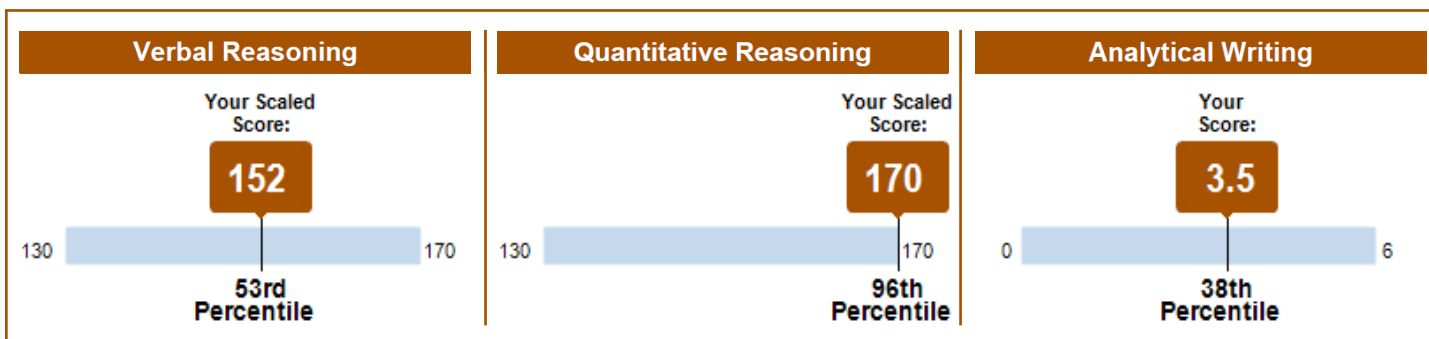 Verbal Reasoning
Your Scaled
Score:
152
130
170
53rd
Percentile
Quantitative Reasoning
Your Scaled
Score:
170
130
170
96th
Percentile
Analytical Writing
Your
Score:
3.5
0
6
38th
Percentile